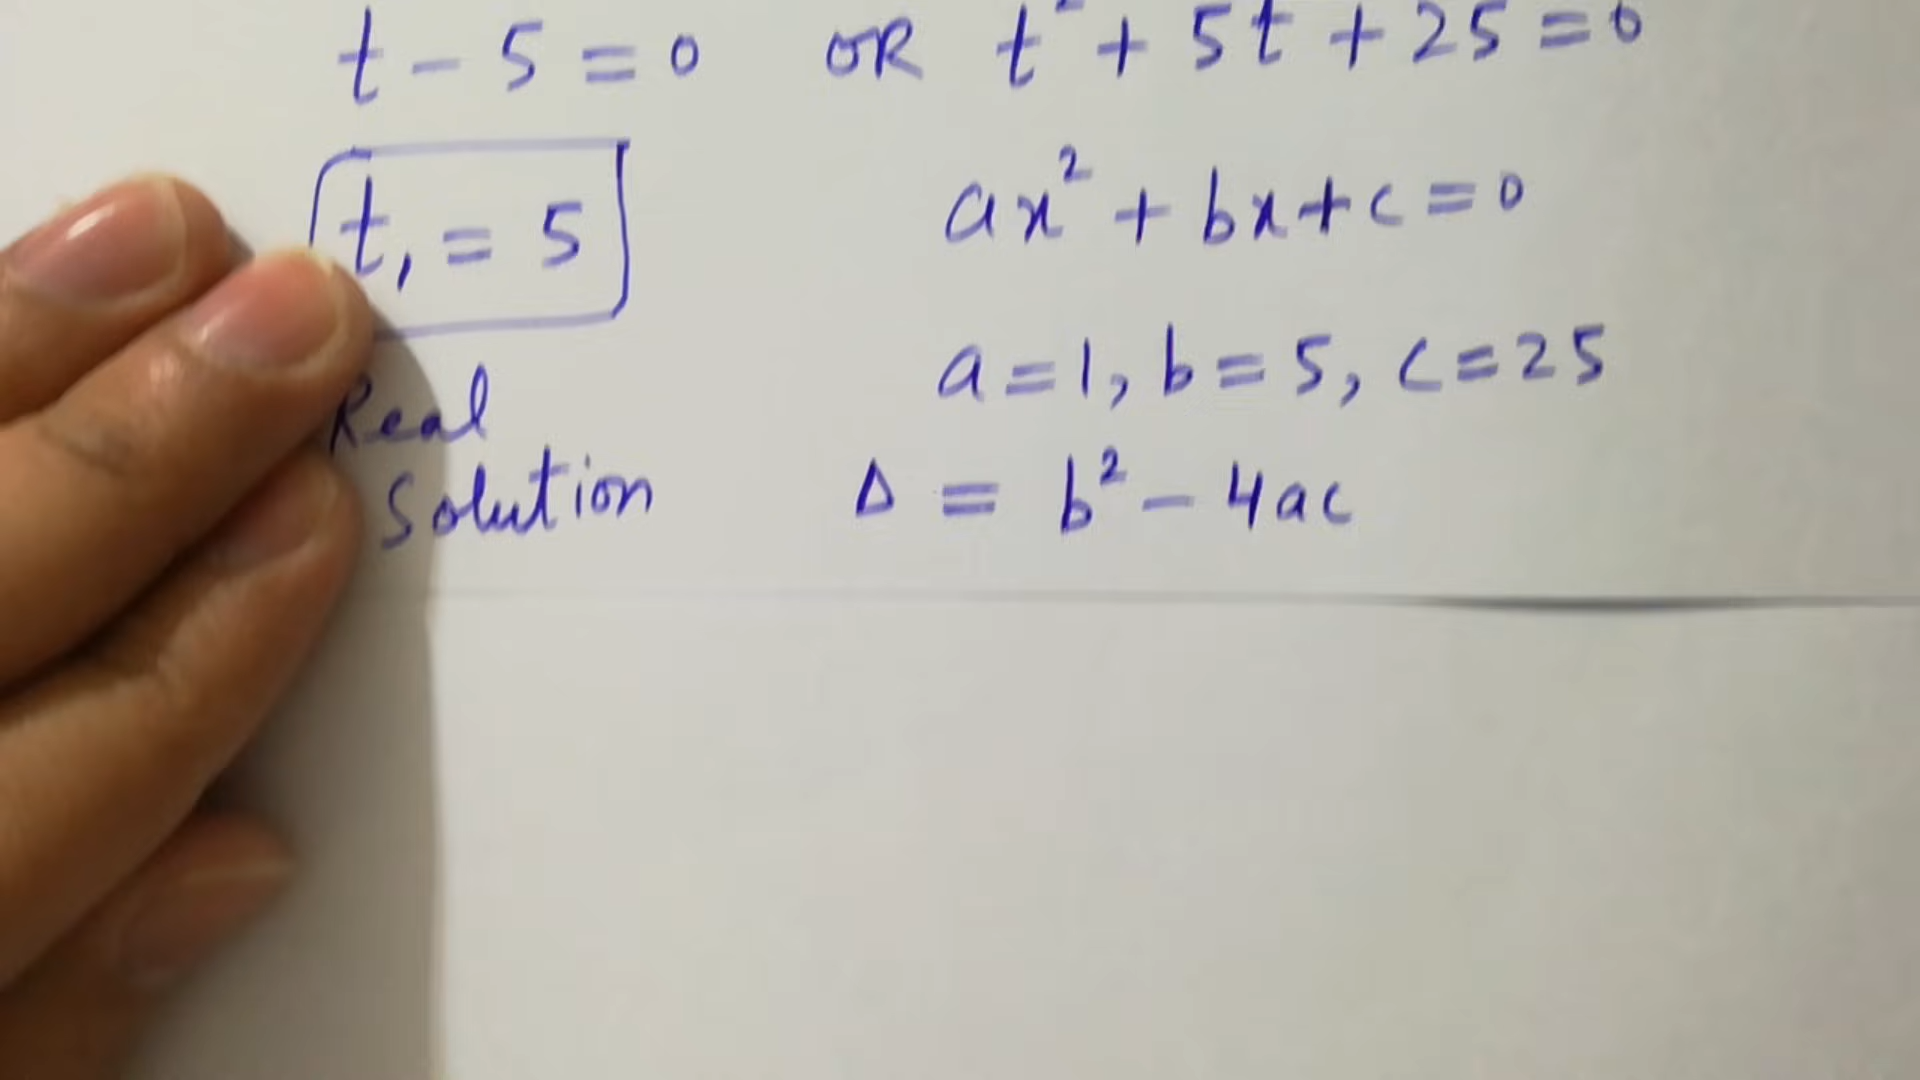 t - 5 = 0 OR t² + 5t + 25 = 0
t₁ = 5
ax² + bx + c = 0
Real
Solution
a = 1, b = 5, c = 25
Δ = b² - 4ac